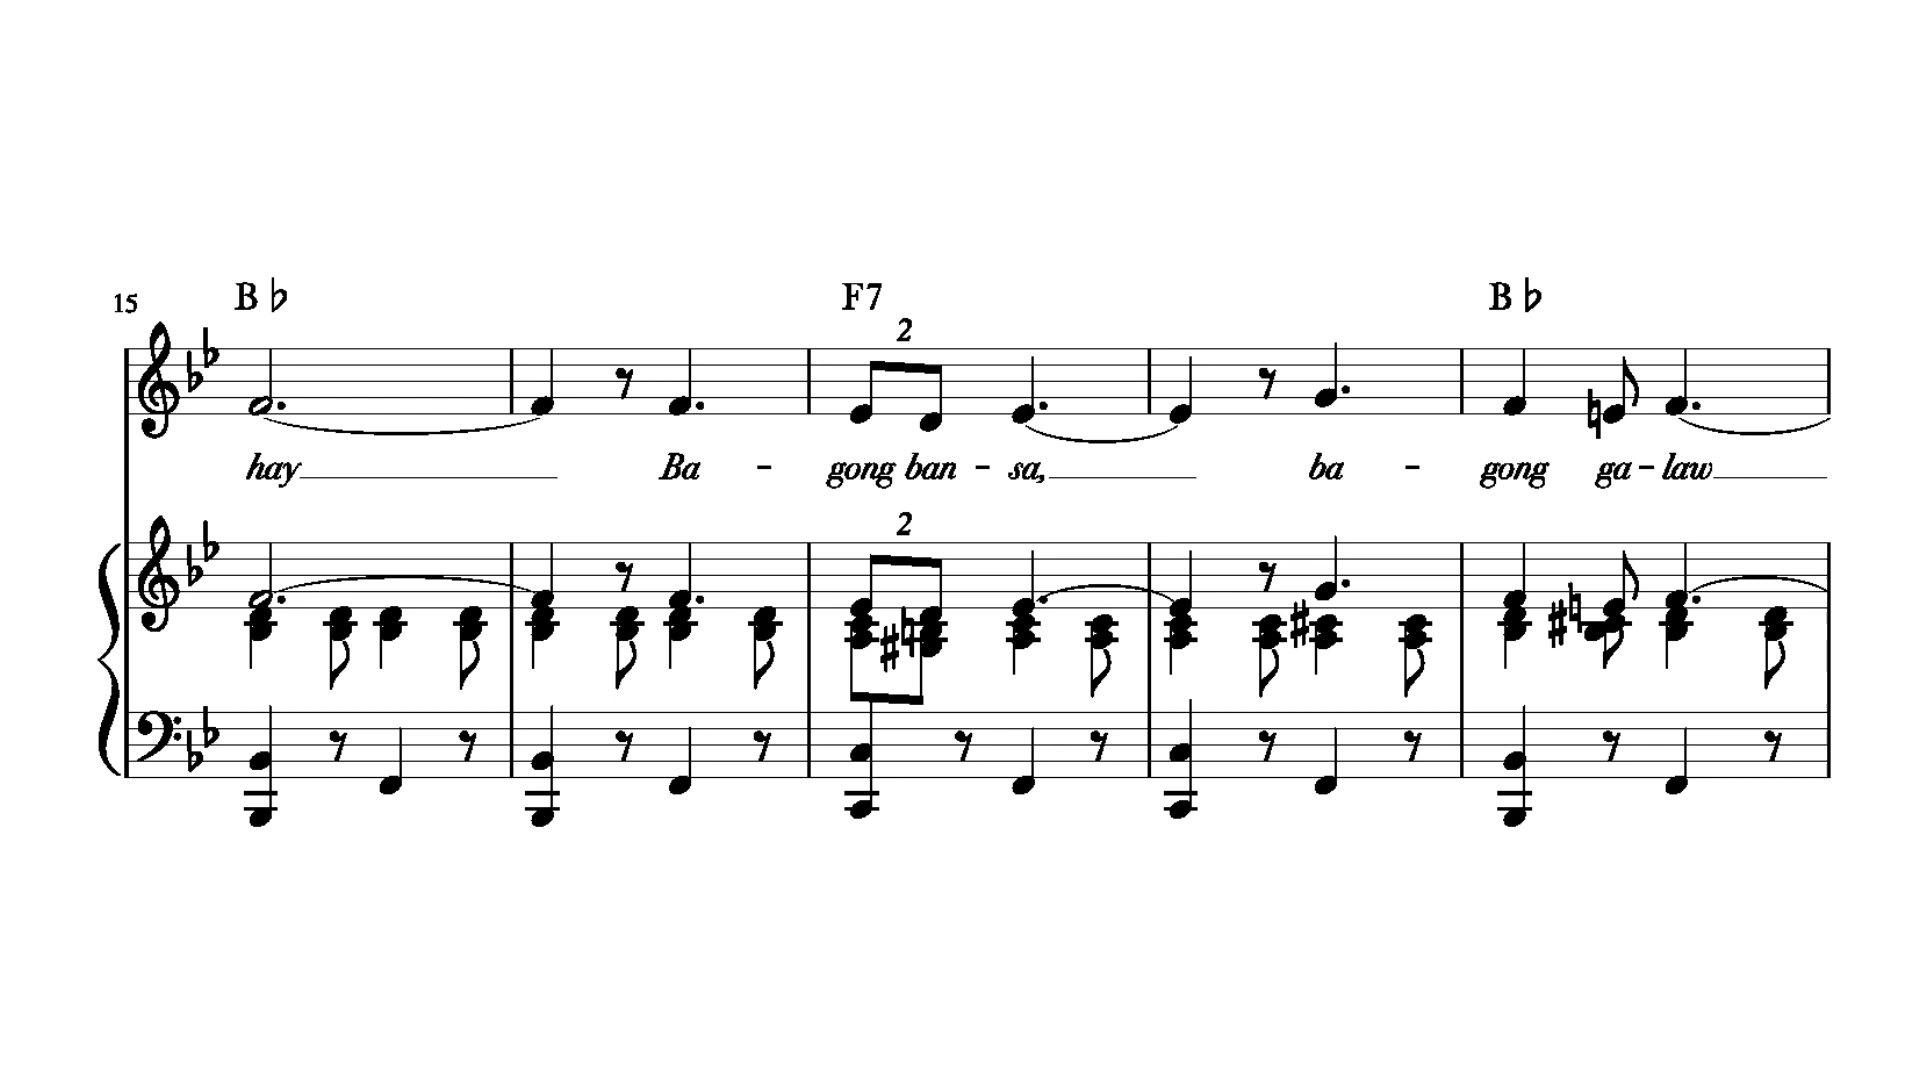 15 B♭ F7 B♭
2
hay Ba - gong ban - sa, ba - gong ga - law
2